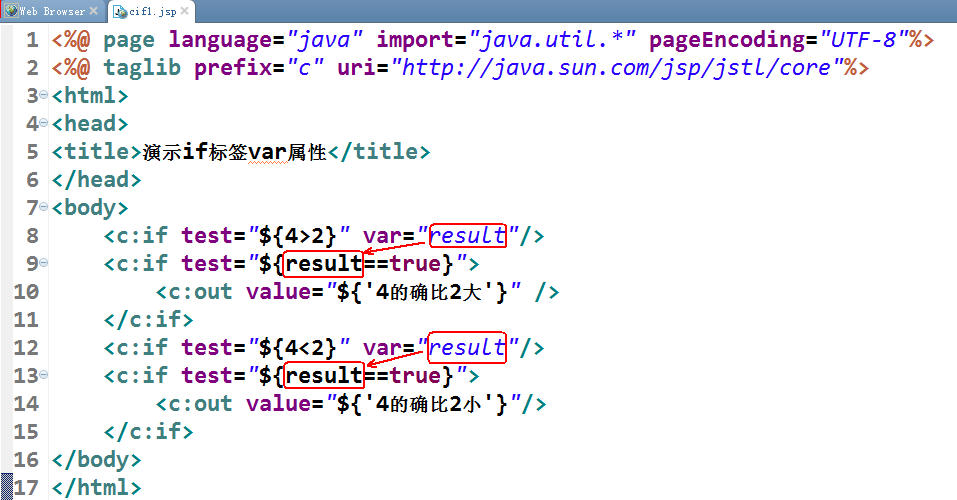 Web Browser cif1.jsp
1 <%@ page language="java" import="java.util.*" pageEncoding="UTF-8"%>
2 <%@ taglib prefix="c" uri="http://java.sun.com/jsp/jstl/core"%>
3 <html>
4 <head>
5 <title>演示if标签var属性</title>
6 </head>
7 <body>
8 <c:if test="${4>2}" var="result"/>
9 <c:if test="${result==true}">
10 <c:out value="${'4的确比2大'}" />
11 </c:if>
12 <c:if test="${4<2}" var="result"/>
13 <c:if test="${result==true}">
14 <c:out value="${'4的确比2小'}"/>
15 </c:if>
16 </body>
17 </html>